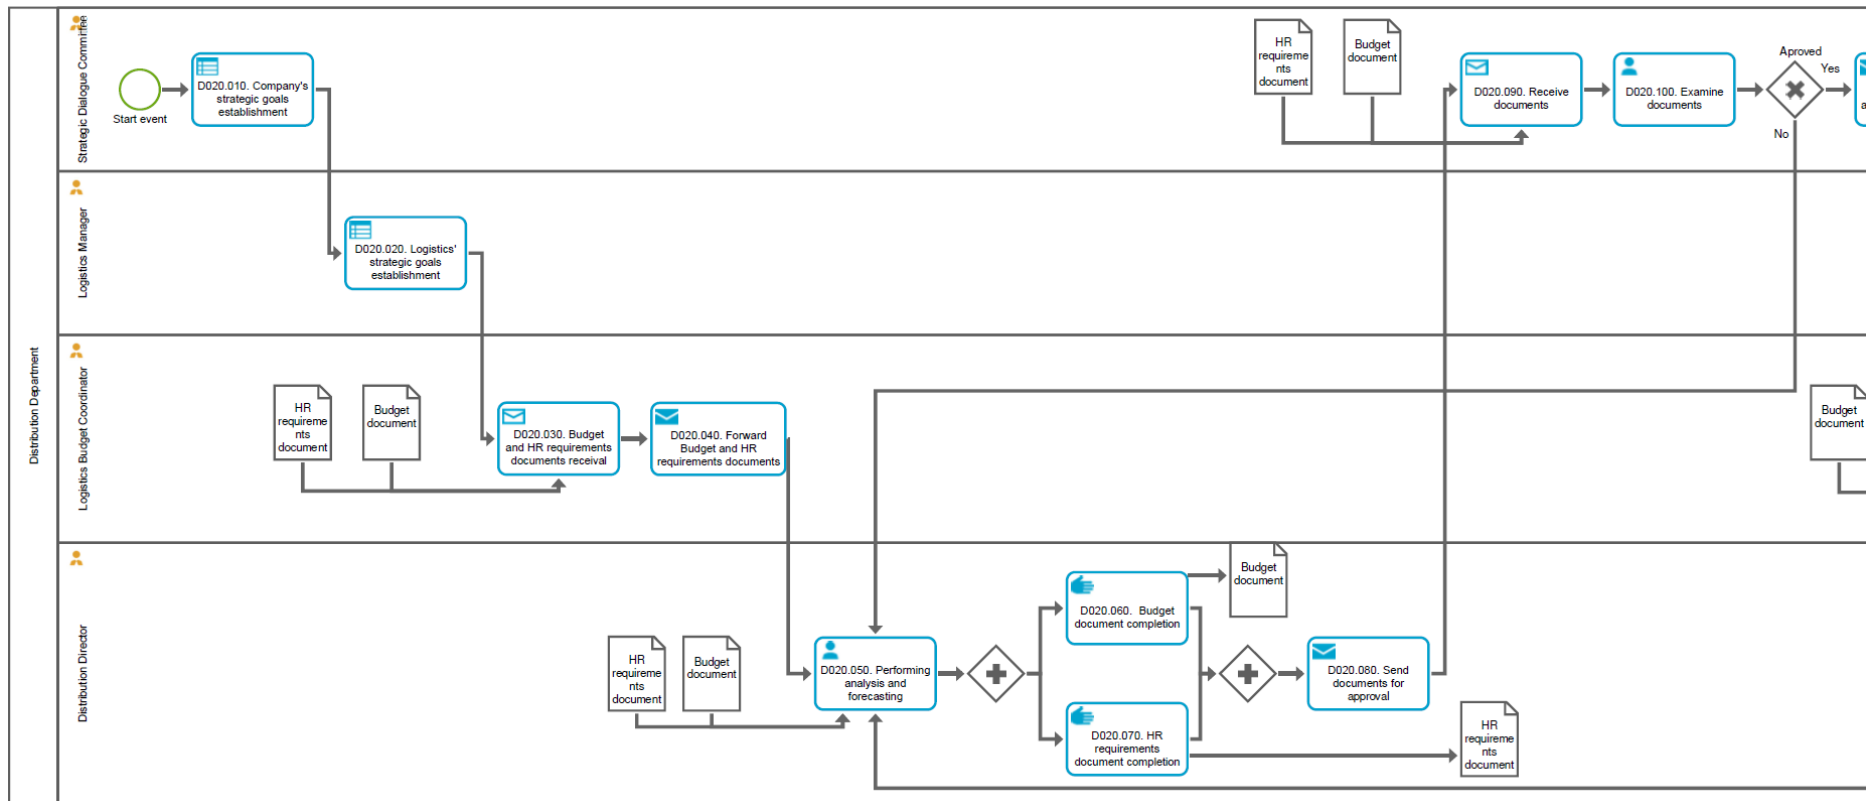 Distribution Department
Strategic Dialogue Committee
Start event
D020.010. Company's
strategic goals
establishment
HR
requireme
nts
document
Budget
document
D020.090. Receive
documents
D020.100. Examine
documents
Aproved
Yes
No
a
Logistics Manager
D020.020. Logistics'
strategic goals
establishment
Logistics Budget Coordinator
HR
requireme
nts
document
Budget
document
D020.030. Budget
and HR requirements
documents receival
D020.040. Forward
Budget and HR
requirements documents
Budget
document
Distribution Director
HR
requireme
nts
document
Budget
document
D020.050. Performing
analysis and
forecasting
D020.060. Budget
document completion
Budget
document
D020.070. HR
requirements
document completion
D020.080. Send
documents for
approval
HR
requireme
nts
document